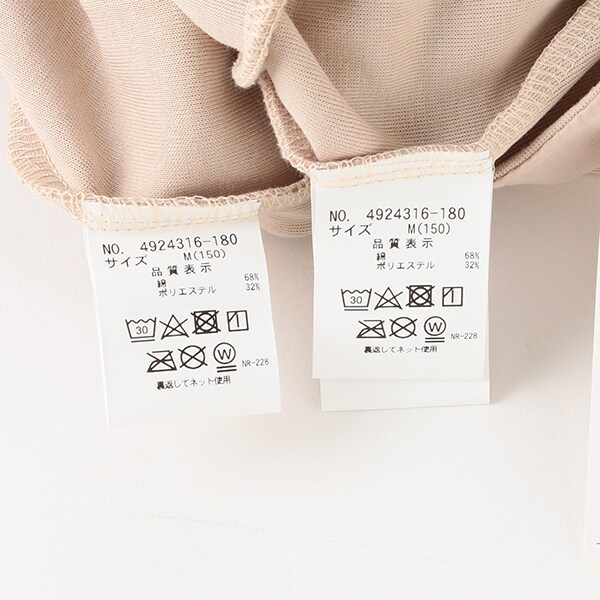 NO. 4924316-180
サイズ M(150)
品質表示
綿 68%
ポリエステル 32%
30
W
NR-228
裏返してネット使用
NO. 4924316-180
サイズ M(150)
品質表示
綿 68%
ポリエステル 32%
30
W
NR-228
裏返してネット使用